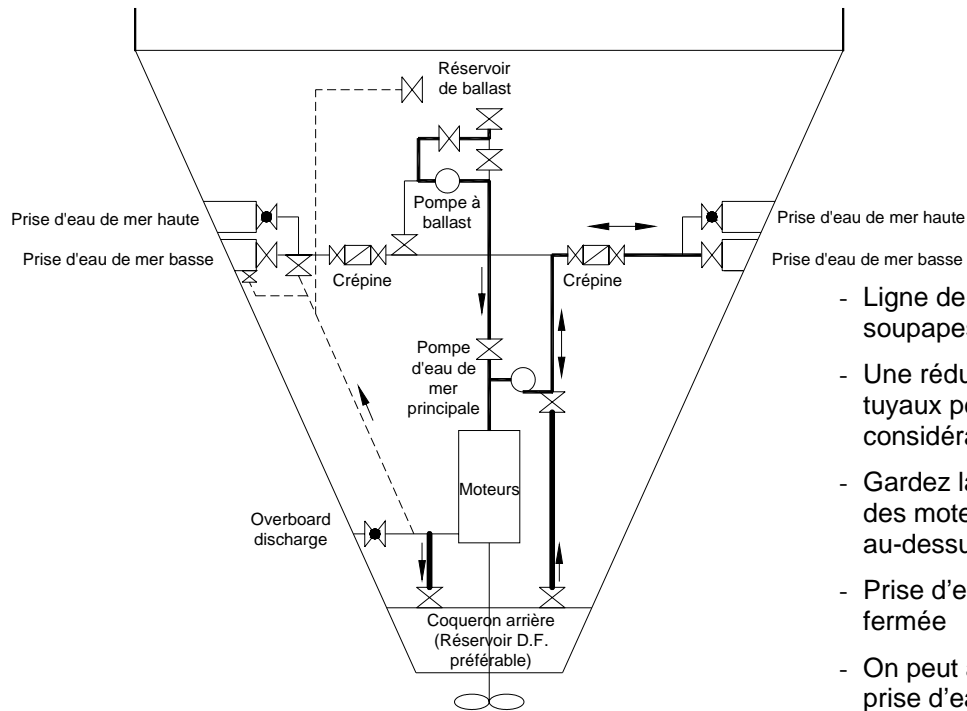 Réservoir
de ballast
Pompe à
ballast
Prise d'eau de mer haute
Prise d'eau de mer haute
Prise d'eau de mer basse
Prise d'eau de mer basse
Crépine
Crépine
Pompe
d'eau de
mer
principale
Moteurs
Overboard
discharge
Coqueron arrière
(Réservoir D.F.
préférable)
- Ligne de
soupapes
- Une rédu
tuyaux p
considéra
- Gardez la
des mote
au-dessu
- Prise d'e
fermée
- On peut
prise d'ea